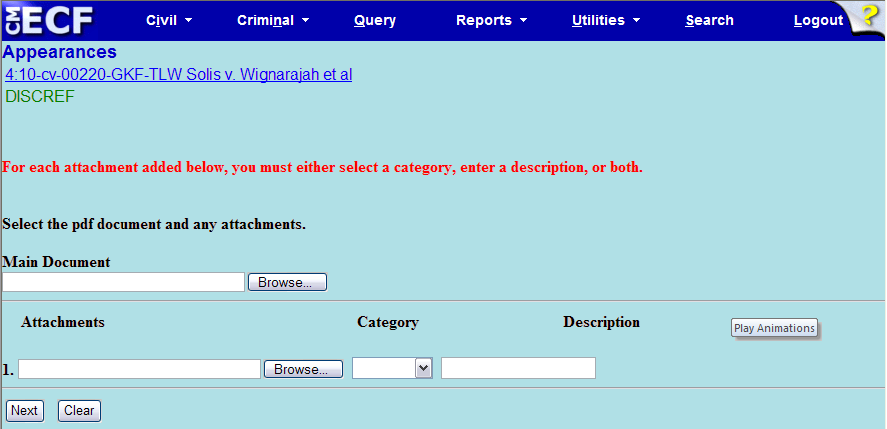 CM ECF Civil Criminal Query Reports Utilities Search Logout ?
Appearances
4:10-cv-00220-GKF-TLW Solis v. Wignarajah et al
DISCREF
For each attachment added below, you must either select a category, enter a description, or both.
Select the pdf document and any attachments.
Main Document
Browse...
Attachments Category Description Play Animations
1. Browse...
Next Clear